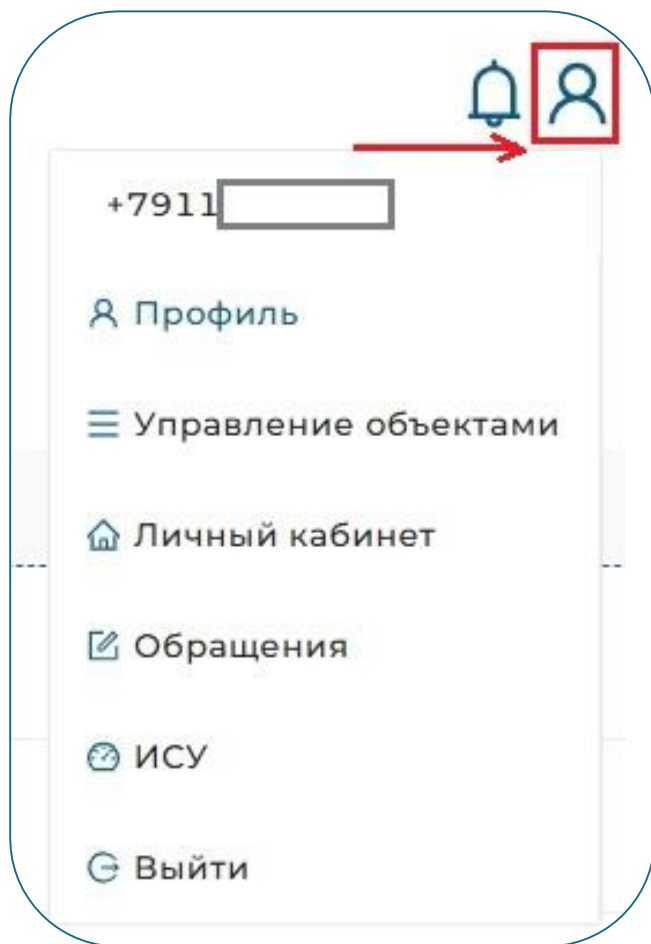 +7911
Профиль
Управление объектами
Личный кабинет
Обращения
ИСУ
Выйти